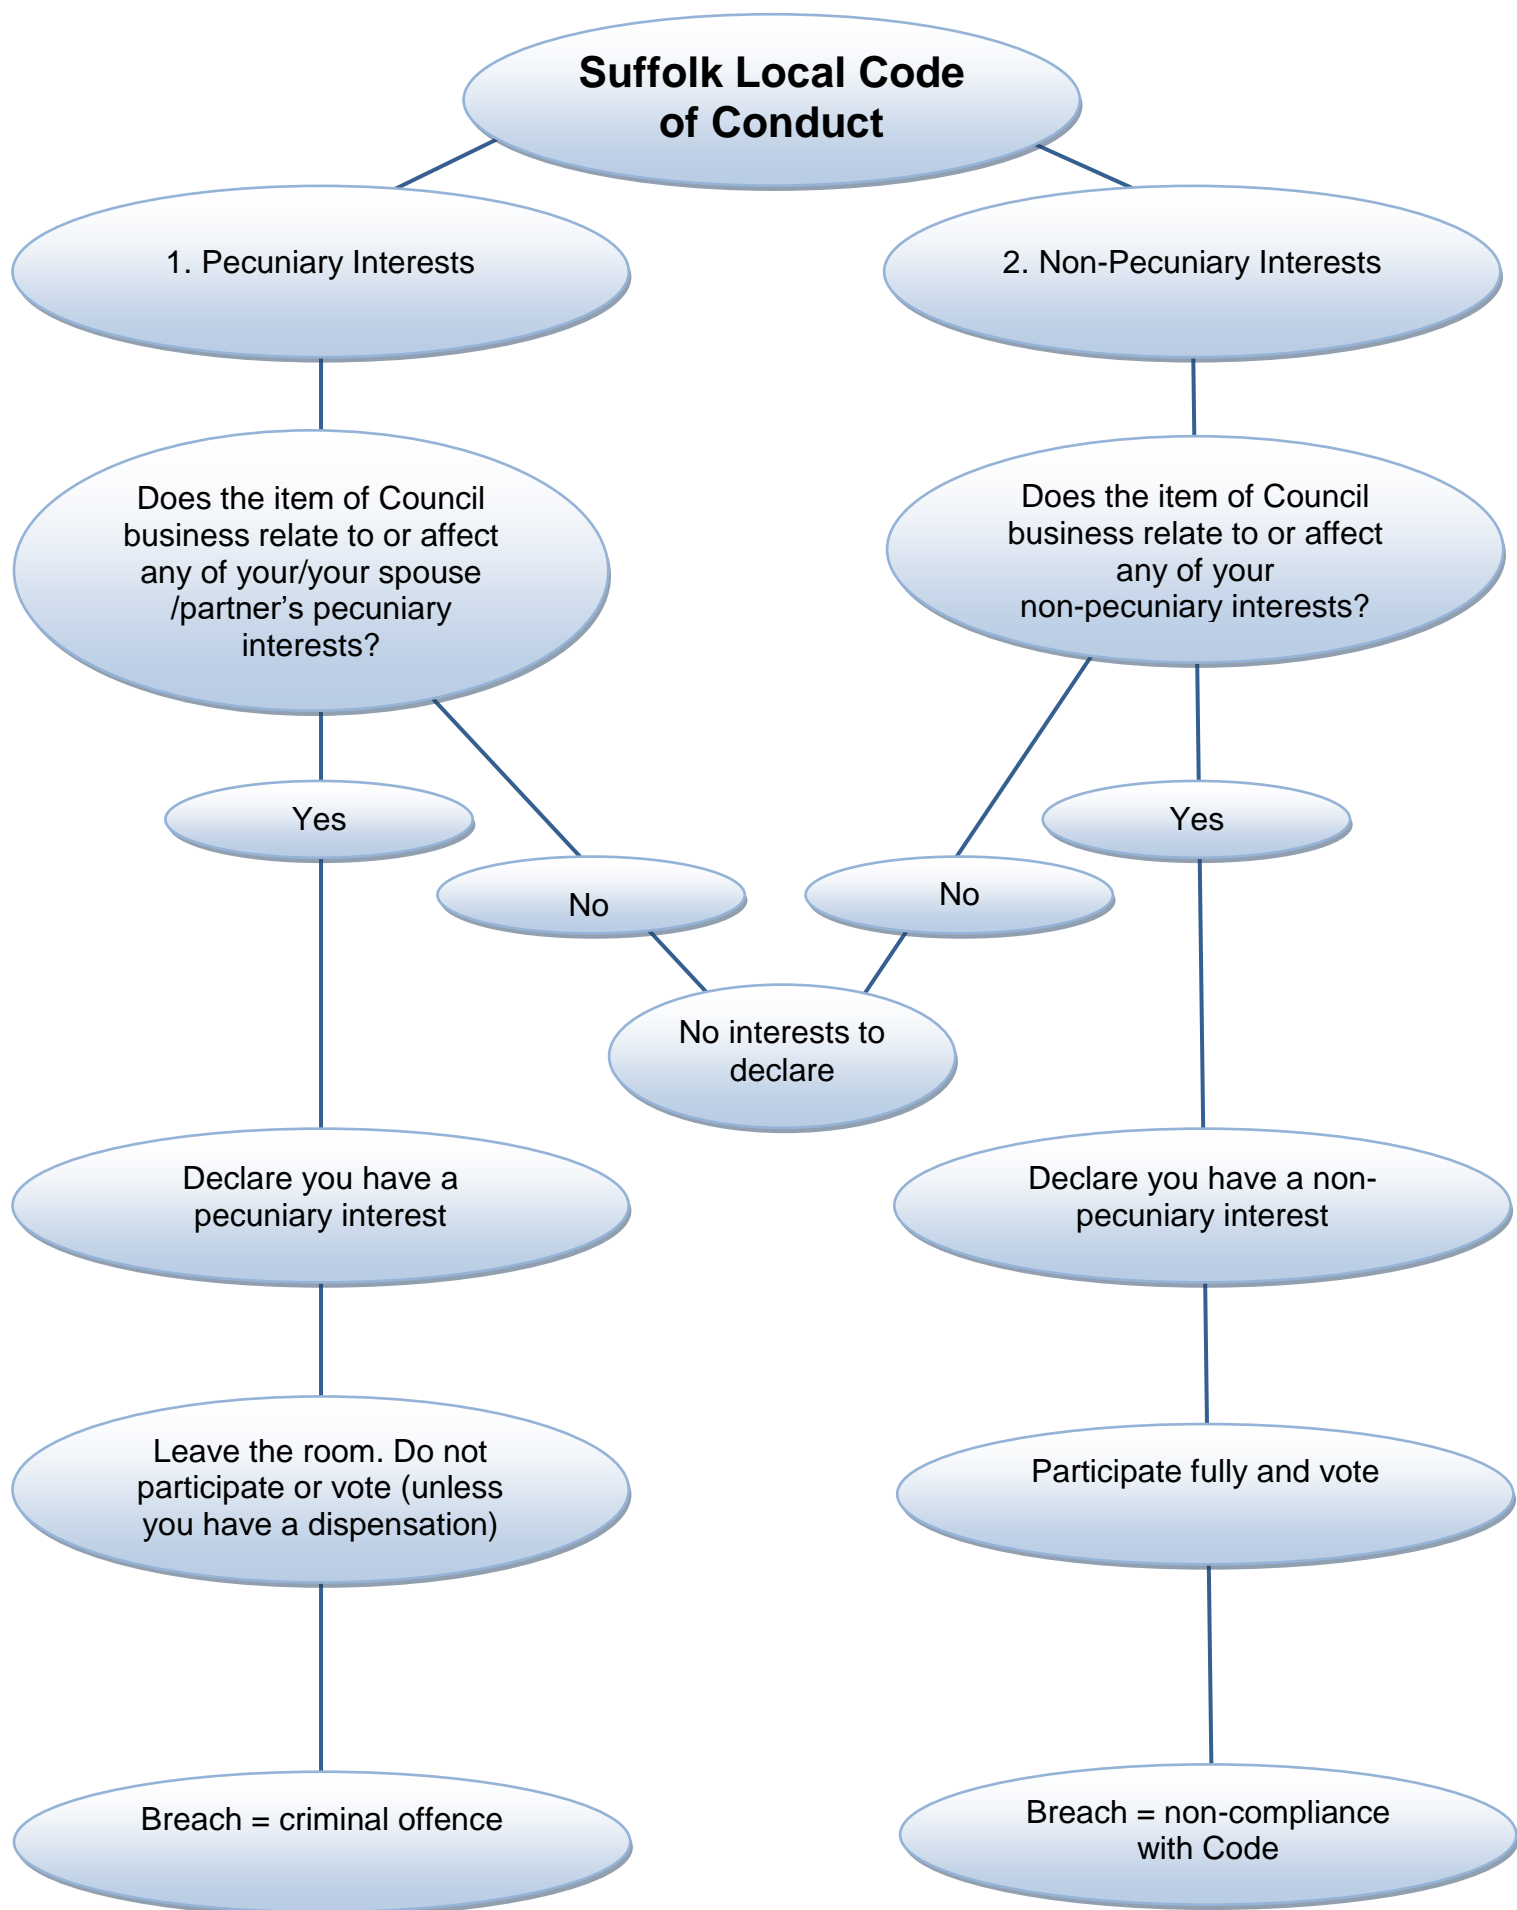 Suffolk Local Code
of Conduct
1. Pecuniary Interests
2. Non-Pecuniary Interests
Does the item of Council
business relate to or affect
any of your/your spouse
/partner’s pecuniary
interests?
Does the item of Council
business relate to or affect
any of your
non-pecuniary interests?
Yes
Yes
No
No
No interests to
declare
Declare you have a
pecuniary interest
Declare you have a non-
pecuniary interest
Leave the room. Do not
participate or vote (unless
you have a dispensation)
Participate fully and vote
Breach = criminal offence
Breach = non-compliance
with Code